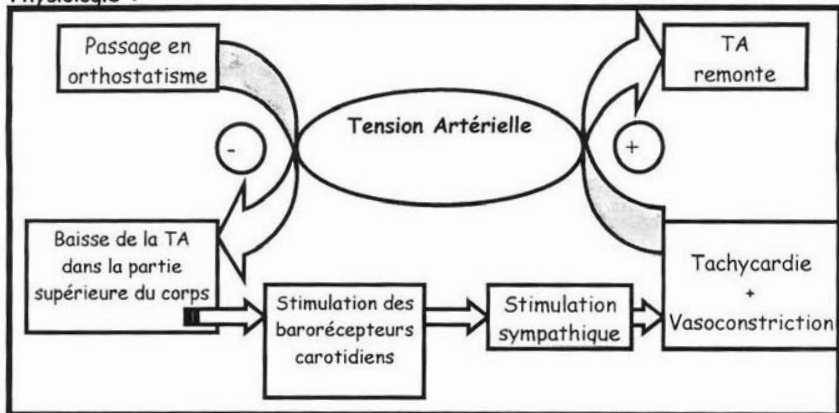 Passage en
orthostatisme
TA
remonte
Tension Artérielle
-
+
Baisse de la TA
dans la partie
supérieure du corps
Stimulation des
barorécepteurs
carotidiens
Stimulation
sympathique
Tachycardie
+
Vasoconstriction